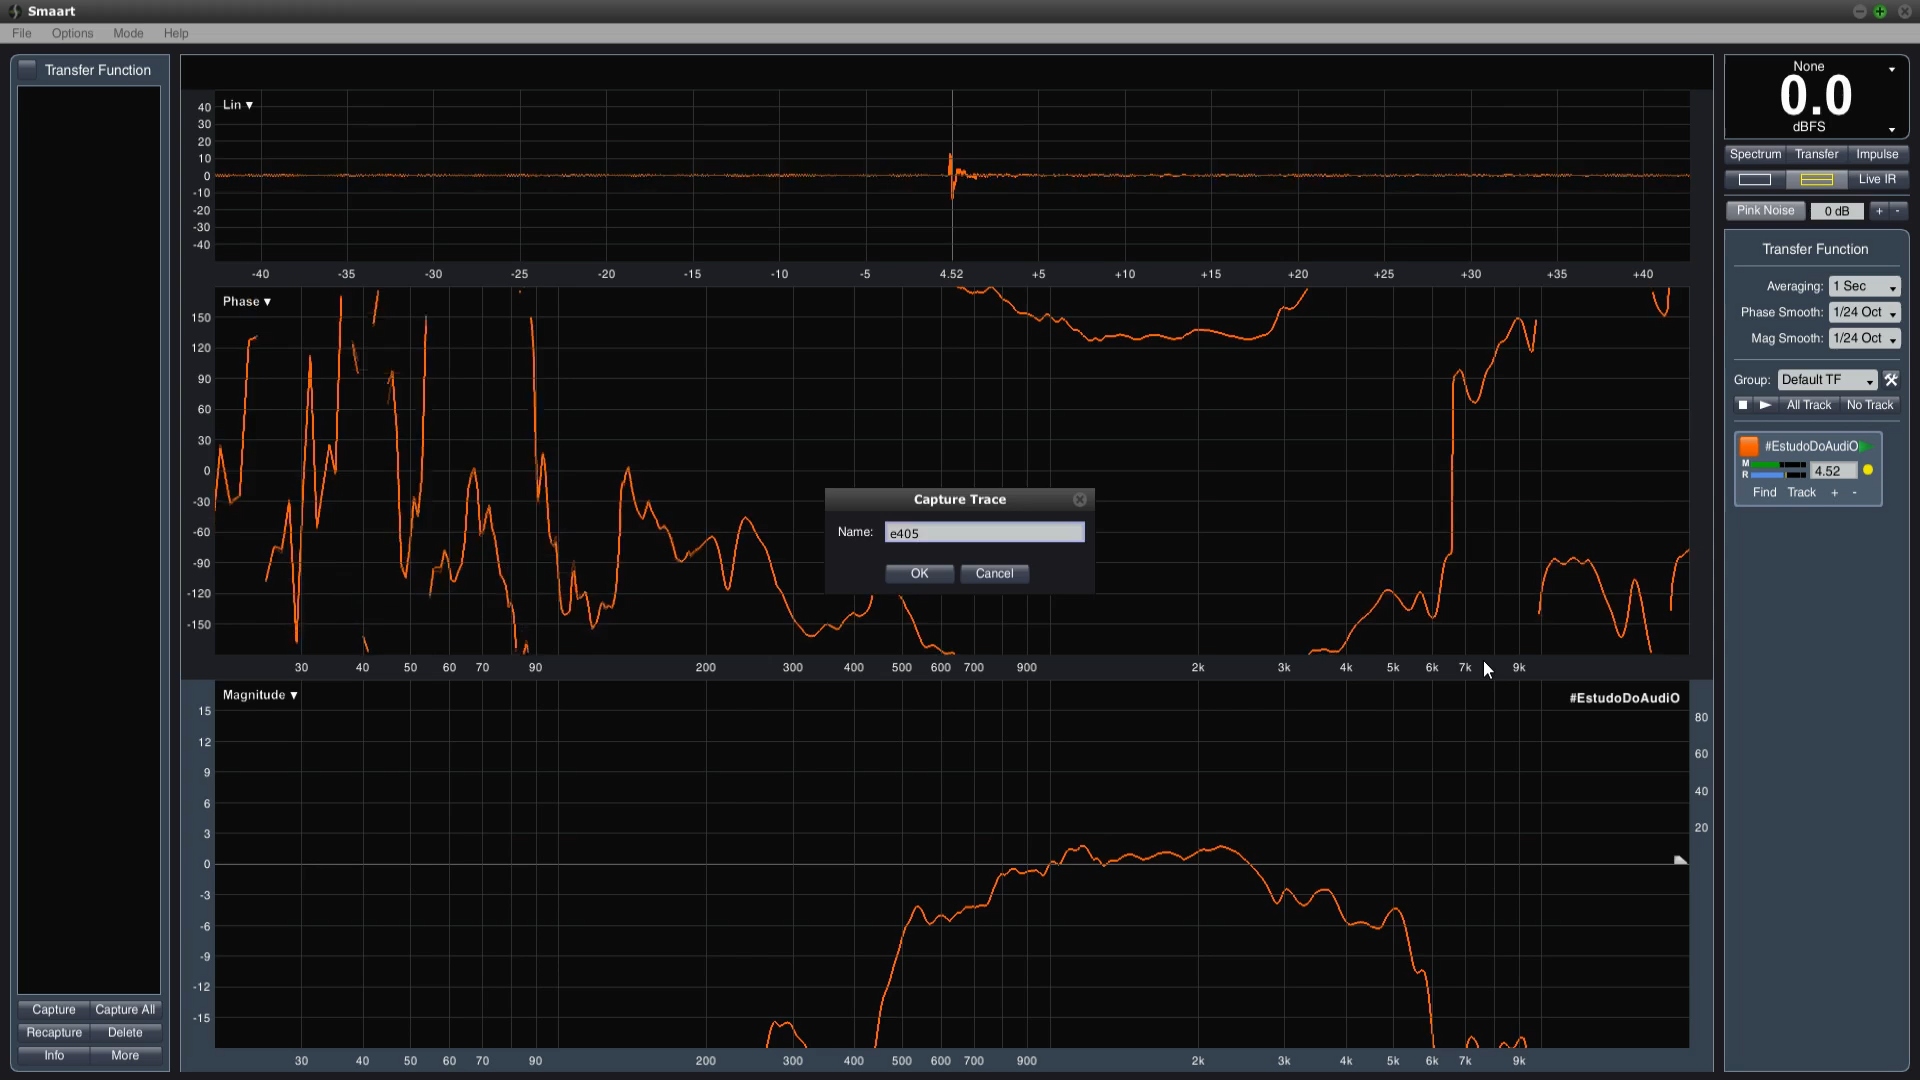 Smaart
File Options Mode Help
Transfer Function
Capture Capture All
Recapture Delete
Info More
Lin ▼
40
30
20
10
0
-10
-20
-30
-40
-40 -35 -30 -25 -20 -15 -10 -5 4.52 +5 +10 +15 +20 +25 +30 +35 +40
Phase ▼
150
120
90
60
30
0
-30
-60
-90
-120
-150
30 40 50 60 70 90 200 300 400 500 600 700 900 2k 3k 4k 5k 6k 7k 9k
Capture Trace
Name: e405
OK Cancel
Magnitude ▼
#EstudoDoAudiO
15
12
9
6
3
0
-3
-6
-9
-12
-15
80
60
40
20
30 40 50 60 70 90 200 300 400 500 600 700 900 2k 3k 4k 5k 6k 7k 9k
None
0.0
dBFS
Spectrum Transfer Impulse
Live IR
Pink Noise 0 dB + -
Transfer Function
Averaging: 1 Sec
Phase Smooth: 1/24 Oct
Mag Smooth: 1/24 Oct
Group: Default TF
All Track No Track
#EstudoDoAudiO
M
R 4.52
Find Track + -